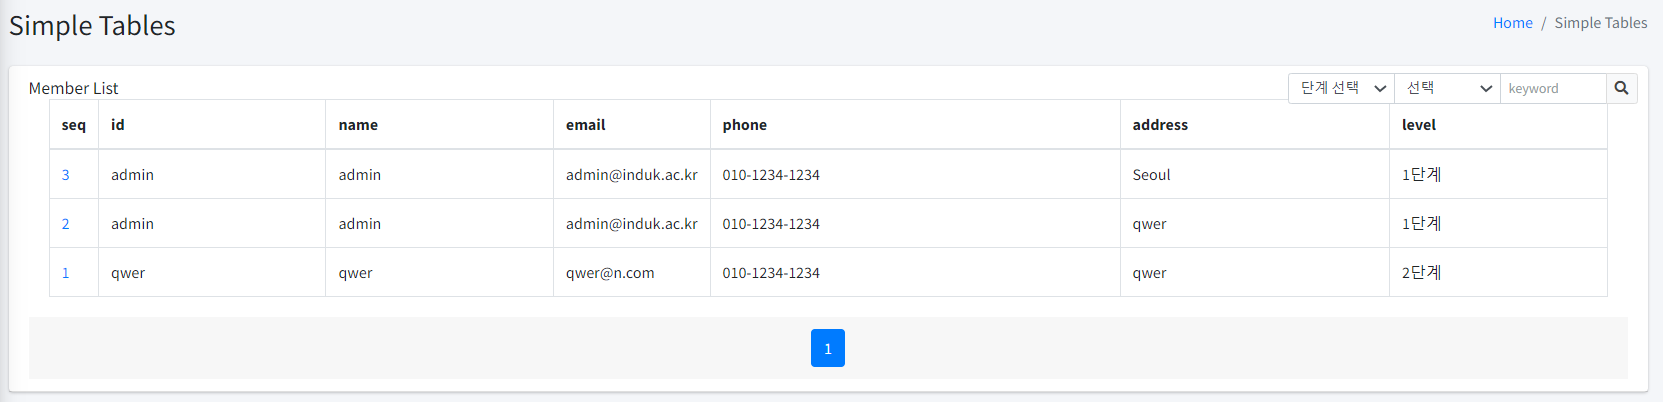 Simple Tables
Home / Simple Tables
Member List
단계 선택 선택 keyword
seq id name email phone address level
3 admin admin admin@induk.ac.kr 010-1234-1234 Seoul 1단계
2 admin admin admin@induk.ac.kr 010-1234-1234 qwer 1단계
1 qwer qwer qwer@n.com 010-1234-1234 qwer 2단계
1